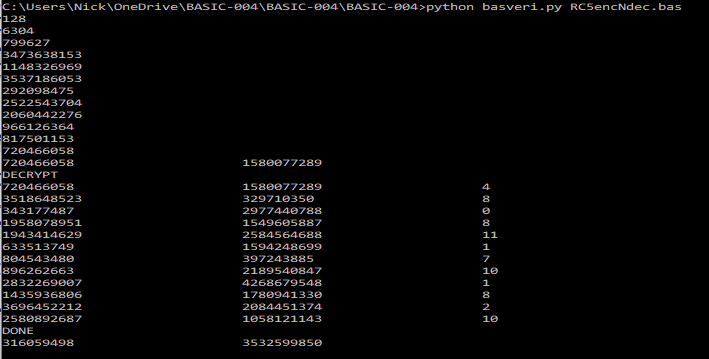 C:\Users\Nick\OneDrive\BASIC-004\BASIC-004\BASIC-004>python basveri.py RC5encNdec.bas
128
6304
799627
3473638153
1148326969
3537186053
292098475
2522543704
2060442276
966126364
817501153
720466058
720466058 1580077289
DECRYPT
720466058 1580077289 4
3518648523 329710350 8
343177487 2977440788 0
1958078951 1549605887 8
1943414629 2584564688 11
633513749 1594248699 1
804543480 397243885 7
896262663 2189540847 10
2832269007 4268679548 1
1435936806 1780941330 8
3696452212 2084451374 2
2580892687 1058121143 10
DONE
316059498 3532599850